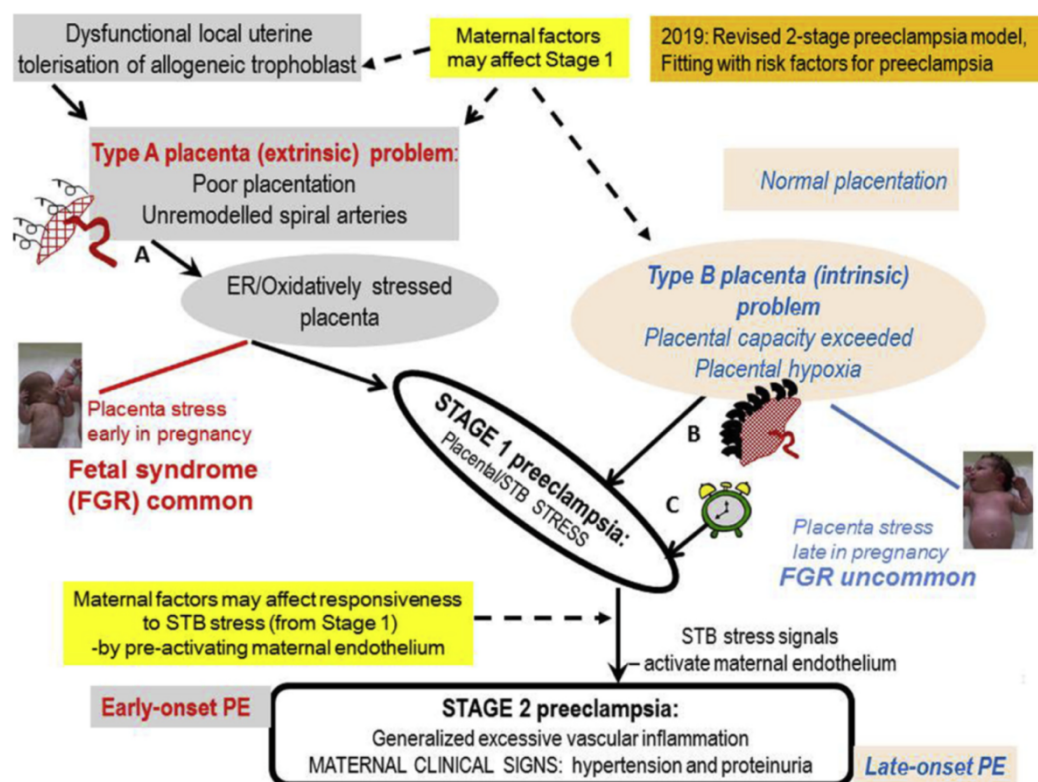 Dysfunctional local uterine
tolerisation of allogeneic trophoblast
Maternal factors
may affect Stage 1
2019: Revised 2-stage preeclampsia model,
Fitting with risk factors for preeclampsia
Type A placenta (extrinsic) problem:
Poor placentation
Unremodelled spiral arteries
Normal placentation
A
ER/Oxidatively stressed
placenta
Type B placenta (intrinsic)
problem
Placental capacity exceeded
Placental hypoxia
Placenta stress
early in pregnancy
Fetal syndrome
(FGR) common
STAGE 1 preeclampsia:
Placental/STB STRESS
B
C
Placenta stress
late in pregnancy
FGR uncommon
Maternal factors may affect responsiveness
to STB stress (from Stage 1)
-by pre-activating maternal endothelium
STB stress signals
– activate maternal endothelium
Early-onset PE
STAGE 2 preeclampsia:
Generalized excessive vascular inflammation
MATERNAL CLINICAL SIGNS: hypertension and proteinuria
Late-onset PE